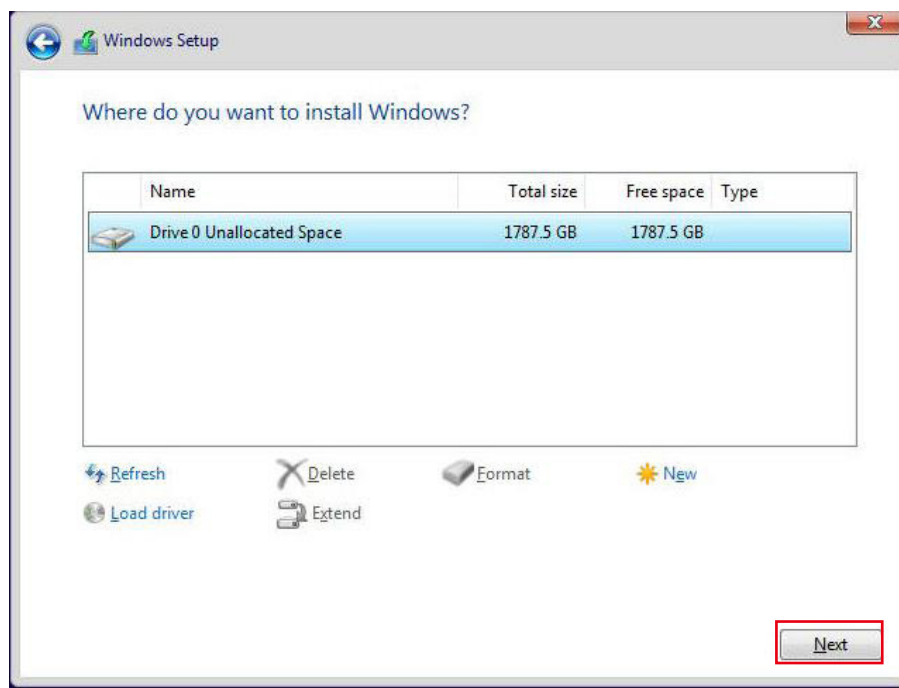 Windows Setup
Where do you want to install Windows?
Name Total size Free space Type
Drive 0 Unallocated Space 1787.5 GB 1787.5 GB
Refresh Delete Format New
Load driver Extend
Next